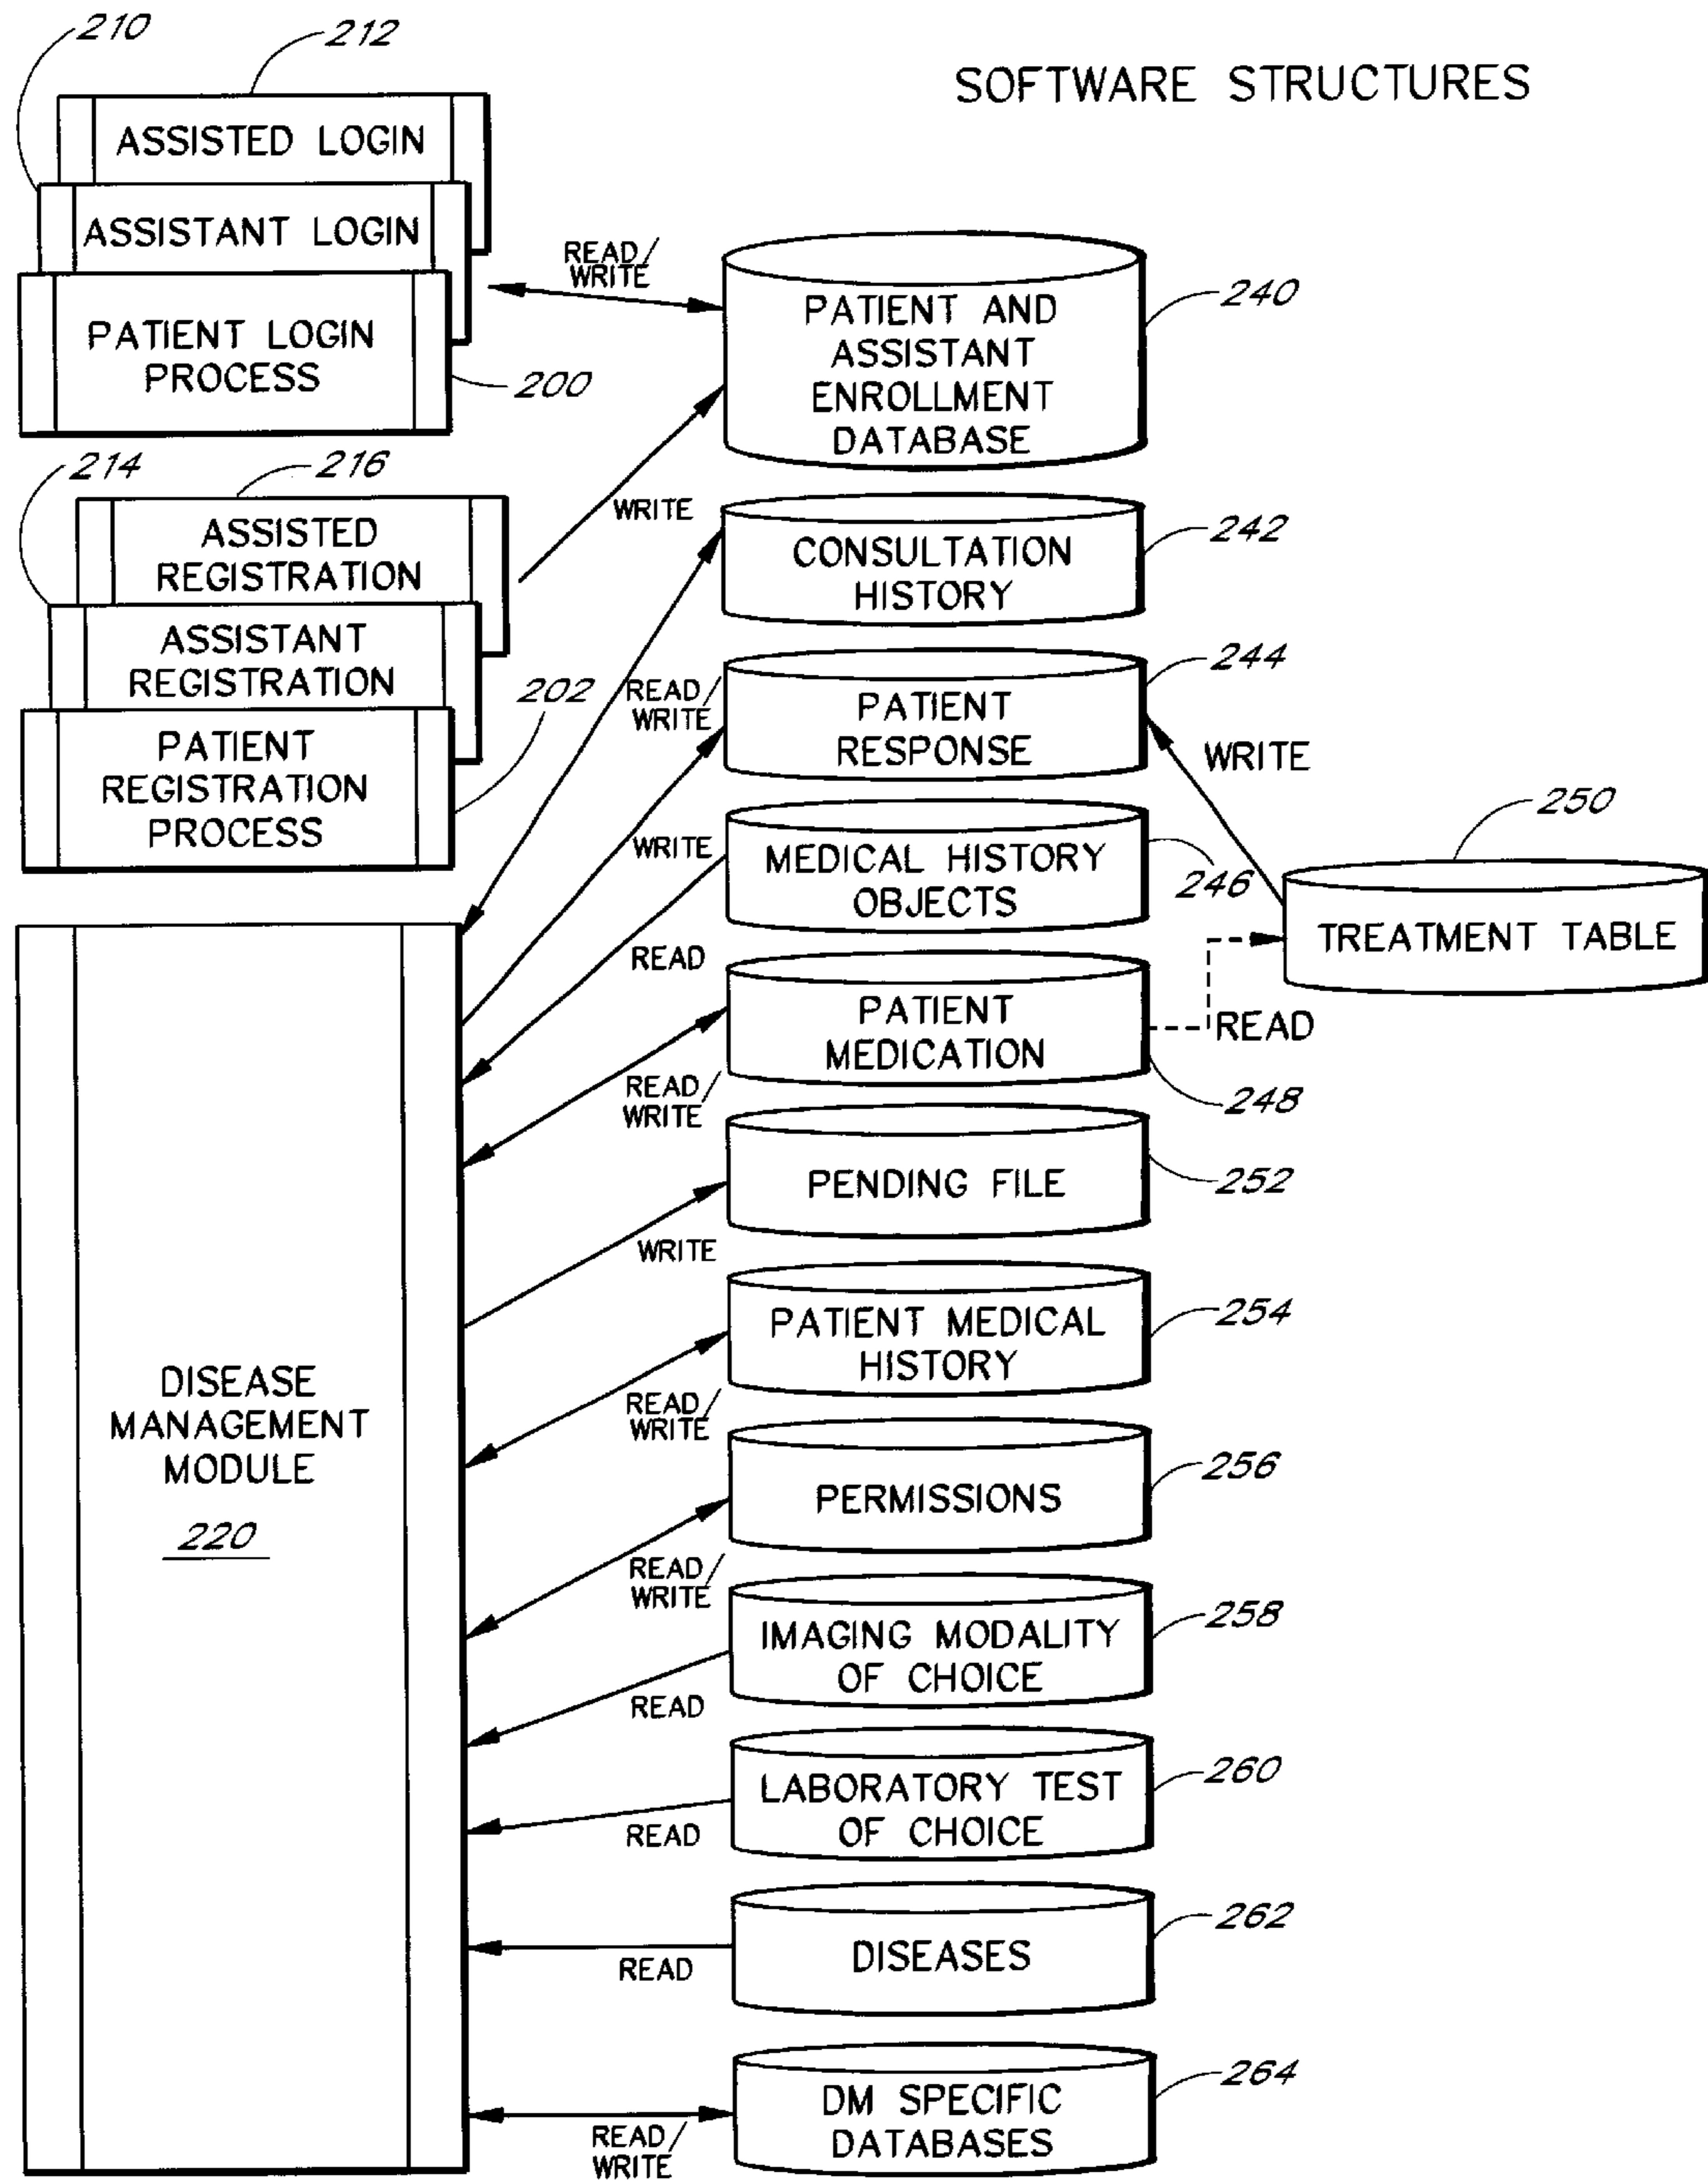 SOFTWARE STRUCTURES
210
212
ASSISTED LOGIN
ASSISTANT LOGIN
PATIENT LOGIN
PROCESS
200
READ/
WRITE
PATIENT AND
ASSISTANT
ENROLLMENT
DATABASE
240
214
216
ASSISTED
REGISTRATION
ASSISTANT
REGISTRATION
PATIENT
REGISTRATION
PROCESS
202
WRITE
CONSULTATION
HISTORY
242
READ/
WRITE
PATIENT
RESPONSE
244
WRITE
250
TREATMENT TABLE
WRITE
MEDICAL HISTORY
OBJECTS
246
READ
PATIENT
MEDICATION
READ
248
READ/
WRITE
PENDING FILE
252
WRITE
PATIENT MEDICAL
HISTORY
254
DISEASE
MANAGEMENT
MODULE
220
READ/
WRITE
PERMISSIONS
256
READ/
WRITE
IMAGING MODALITY
OF CHOICE
258
READ
LABORATORY TEST
OF CHOICE
260
READ
DISEASES
262
READ
DM SPECIFIC
DATABASES
264
READ/
WRITE